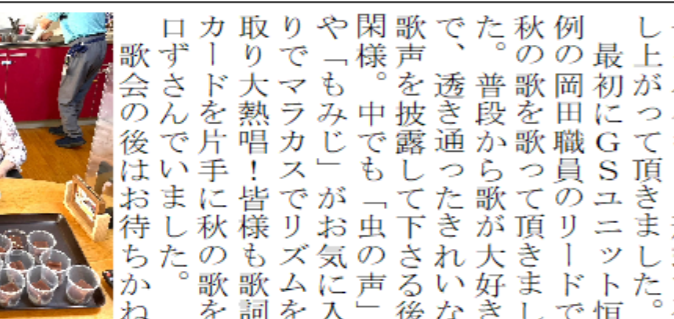 し上がって頂きました。
最初にＧＳユニット恒
例の岡田職員のリードで
秋の歌を歌って頂きまし
た。普段から歌が大好き
で、透き通ったきれいな
歌声を披露して下さる後
閑様。中でも「虫の声」
や「もみじ」がお気に入
りでマラカスでリズムを
取り大熱唱！皆様も歌詞
カードを片手に秋の歌を
口ずさんでいました。
歌会の後はお待ちかね